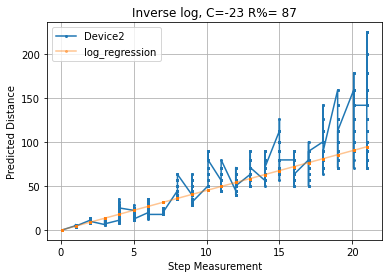 Inverse log, C=-23 R%= 87
Device2
log_regression
Predicted Distance
200
150
100
50
0
0 5 10 15 20
Step Measurement